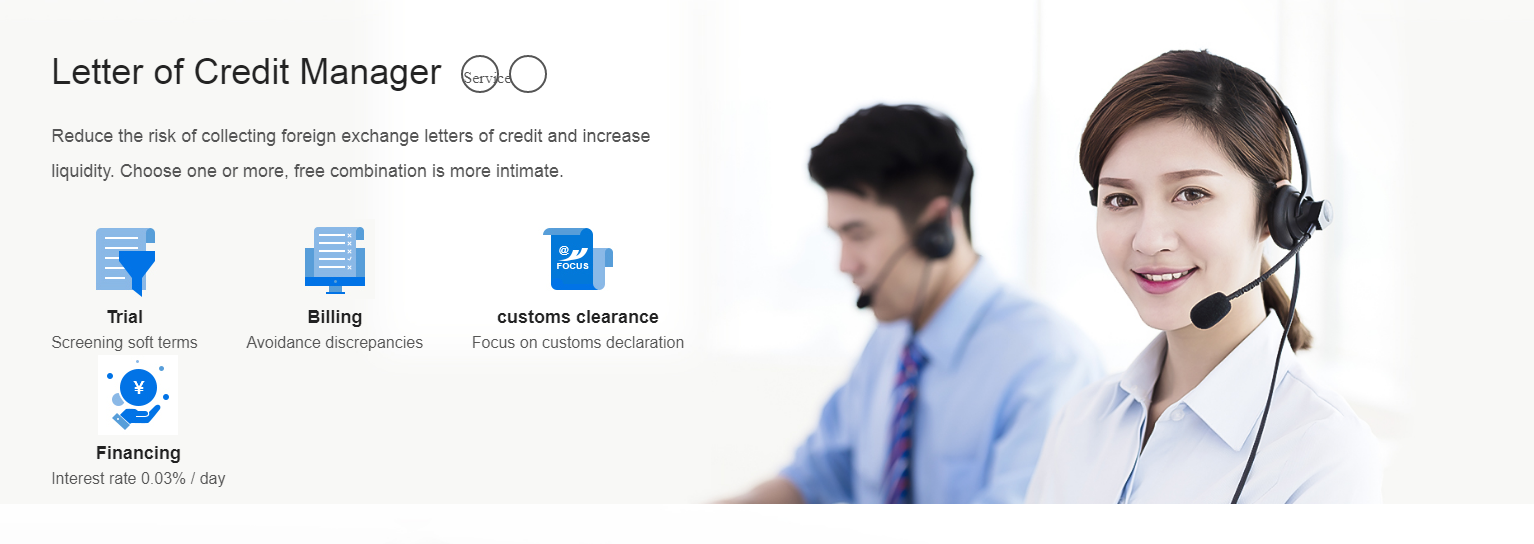 Letter of Credit Manager
Service
Reduce the risk of collecting foreign exchange letters of credit and increase
liquidity. Choose one or more, free combination is more intimate.
@
FOCUS
Trial
Billing
customs clearance
Screening soft terms
Avoidance discrepancies
Focus on customs declaration
¥
Financing
Interest rate 0.03% / day